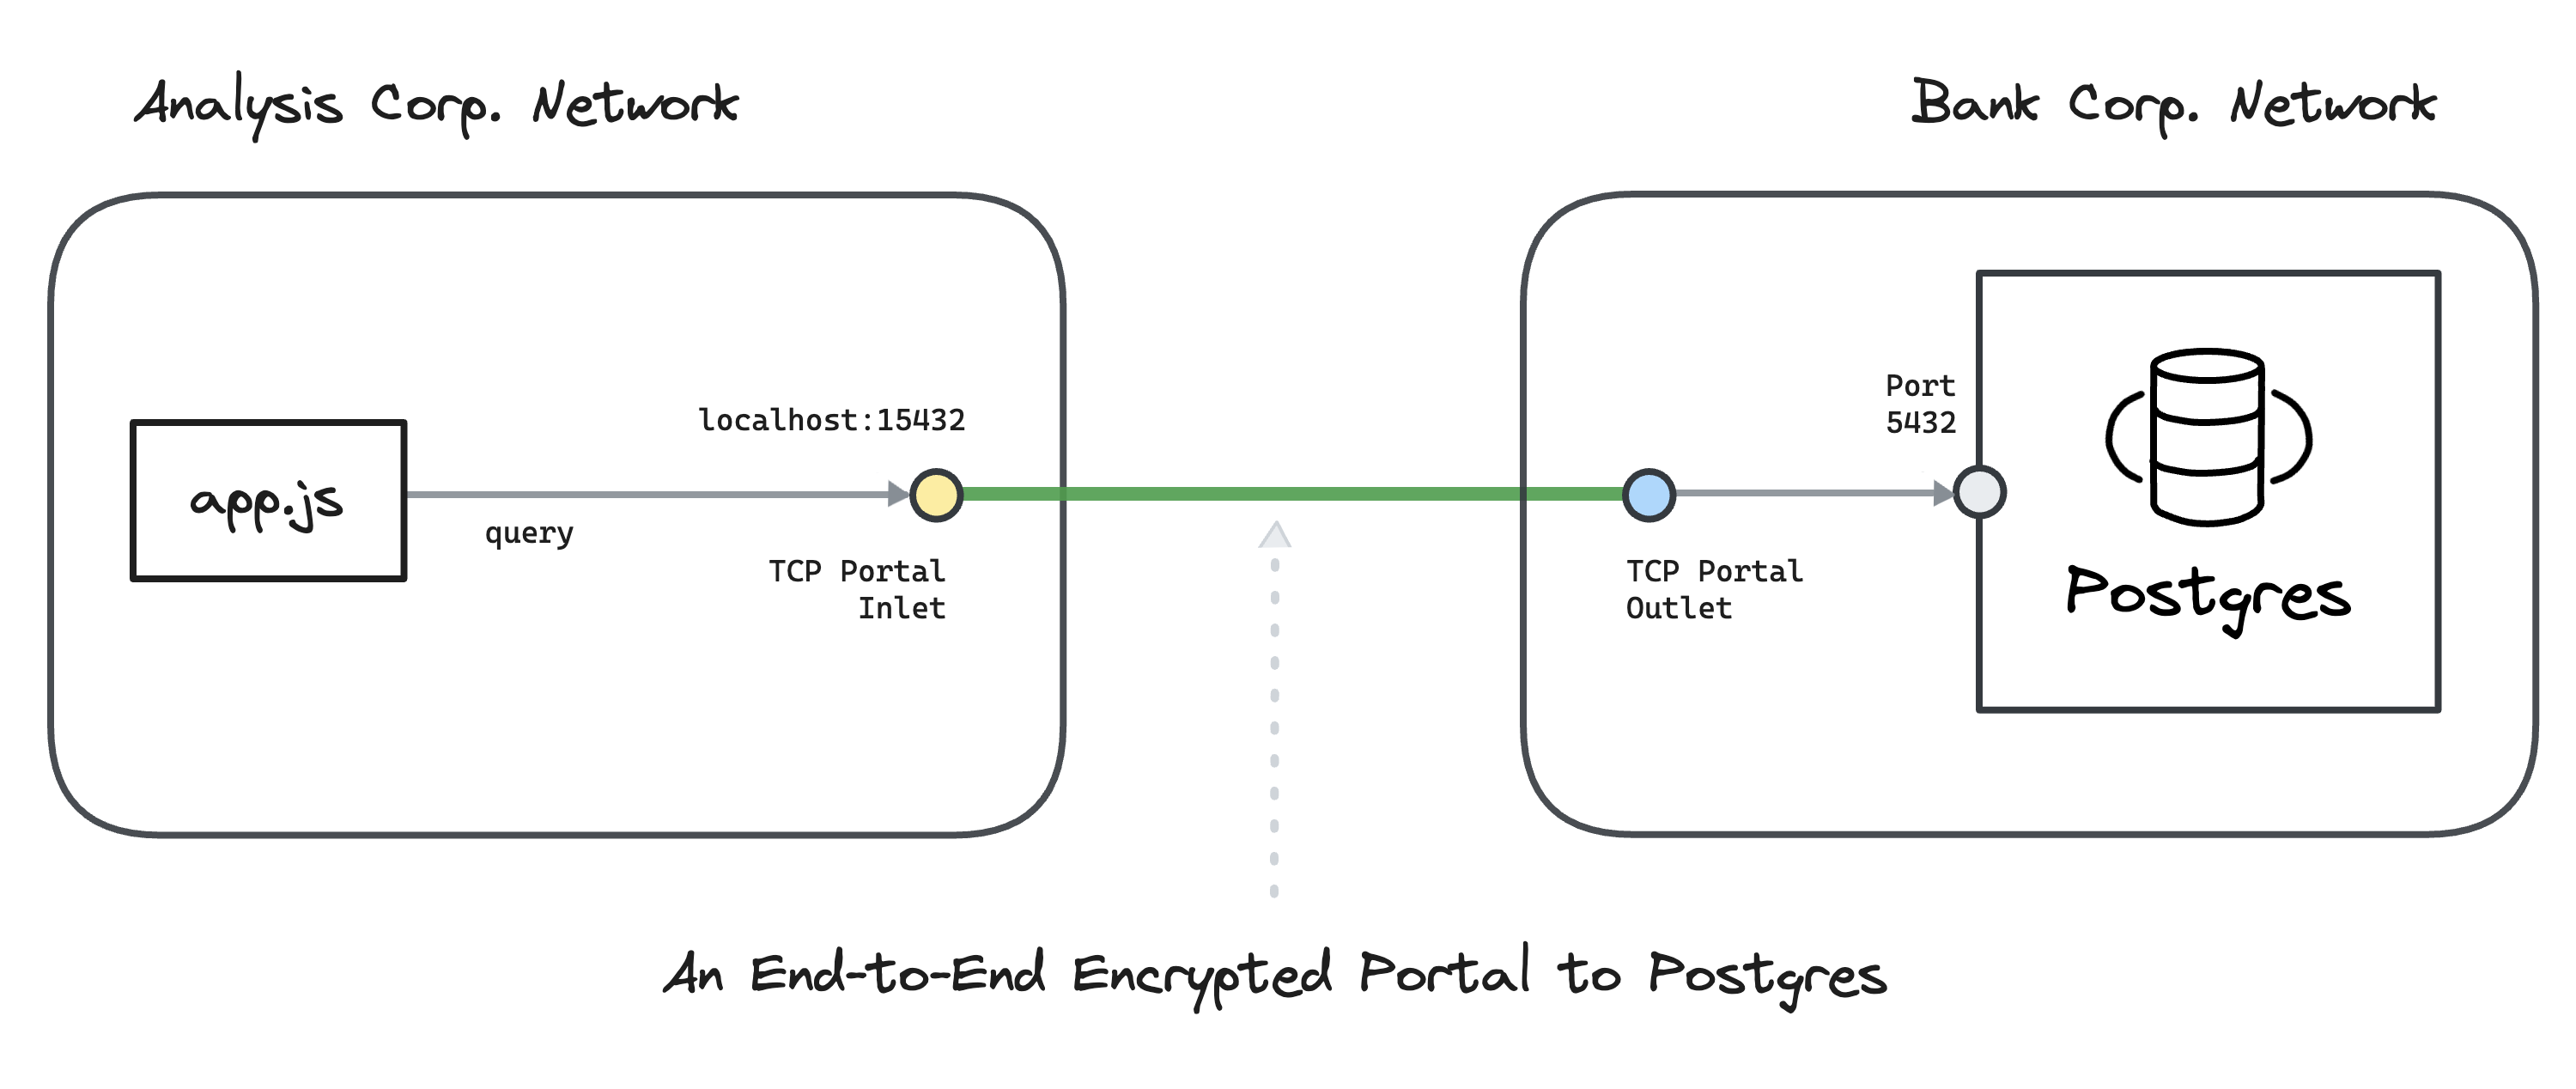 Analysis Corp. Network
Bank Corp. Network
localhost:15432
Port
5432
app.js
query
TCP Portal
Inlet
TCP Portal
Outlet
Postgres
An End-to-End Encrypted Portal to Postgres